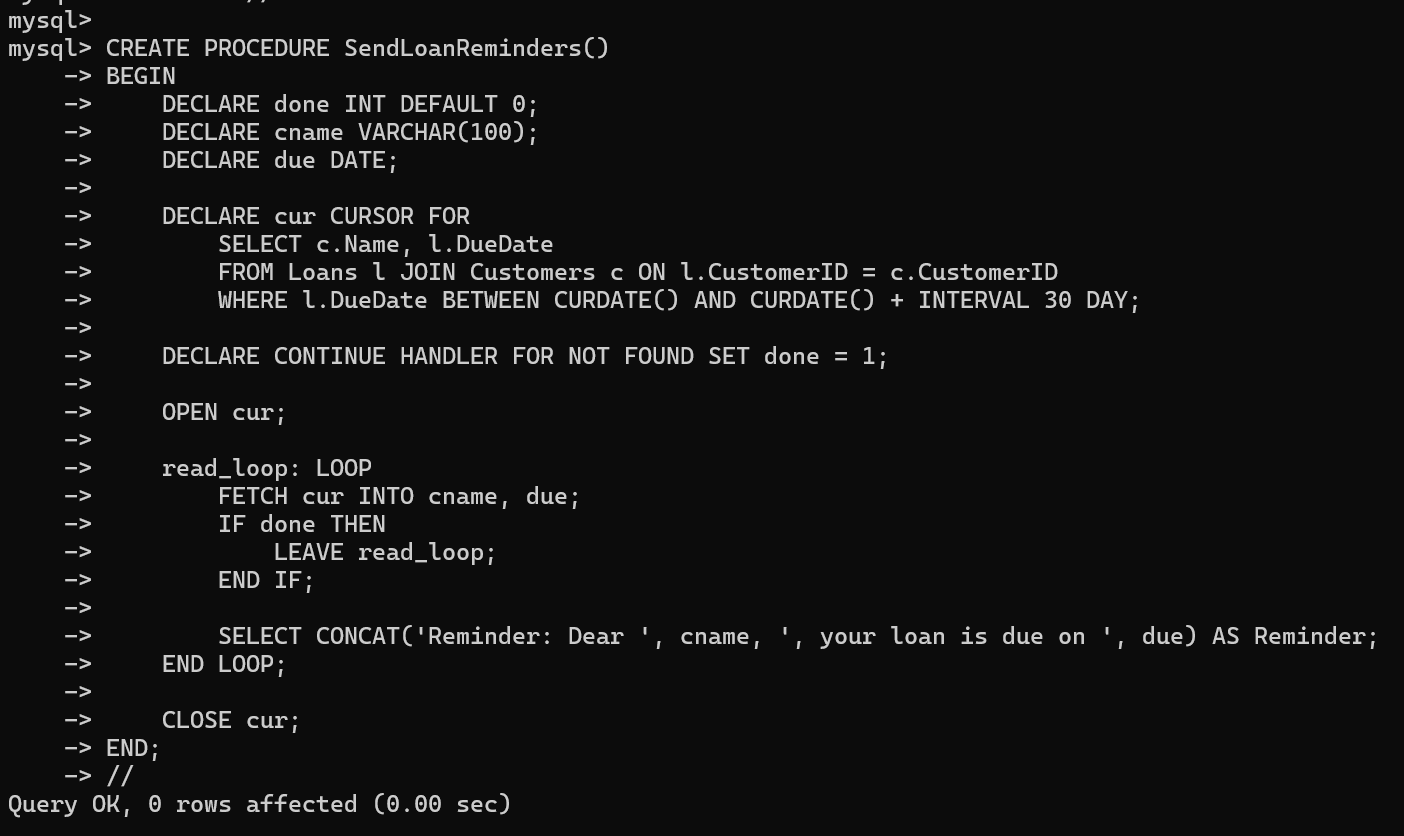 mysql>
mysql> CREATE PROCEDURE SendLoanReminders()
    -> BEGIN
    ->     DECLARE done INT DEFAULT 0;
    ->     DECLARE cname VARCHAR(100);
    ->     DECLARE due DATE;
    ->
    ->     DECLARE cur CURSOR FOR
    ->         SELECT c.Name, l.DueDate
    ->         FROM Loans l JOIN Customers c ON l.CustomerID = c.CustomerID
    ->         WHERE l.DueDate BETWEEN CURDATE() AND CURDATE() + INTERVAL 30 DAY;
    ->
    ->     DECLARE CONTINUE HANDLER FOR NOT FOUND SET done = 1;
    ->
    ->     OPEN cur;
    ->
    ->     read_loop: LOOP
    ->         FETCH cur INTO cname, due;
    ->         IF done THEN
    ->             LEAVE read_loop;
    ->         END IF;
    ->
    ->         SELECT CONCAT('Reminder: Dear ', cname, ', your loan is due on ', due) AS Reminder;
    ->     END LOOP;
    ->
    ->     CLOSE cur;
    -> END;
    -> //
Query OK, 0 rows affected (0.00 sec)